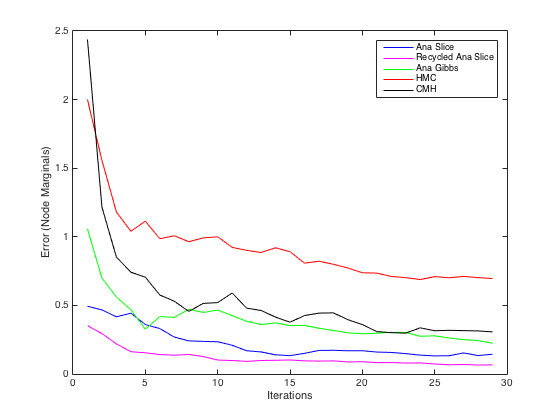 2.5
2
1.5
1
0.5
0
0
5
10
15
20
25
30
Error (Node Marginals)
Iterations
Ana Slice
Recycled Ana Slice
Ana Gibbs
HMC
CMH